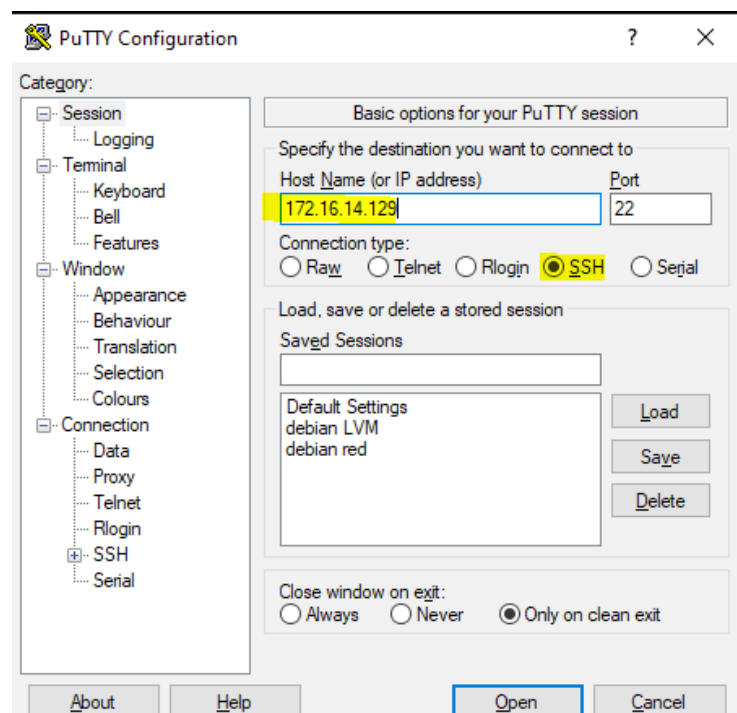 PuTTY Configuration ? ×
Category:
Session
Logging
Terminal
Keyboard
Bell
Features
Window
Appearance
Behaviour
Translation
Selection
Colours
Connection
Data
Proxy
Telnet
Rlogin
SSH
Serial
Basic options for your PuTTY session
Specify the destination you want to connect to
Host Name (or IP address) Port
172.16.14.129 22
Connection type:
Raw Telnet Rlogin SSH Serial
Load, save or delete a stored session
Saved Sessions
Default Settings
debian LVM
debian red
Load
Save
Delete
Close window on exit:
Always Never Only on clean exit
About Help Open Cancel